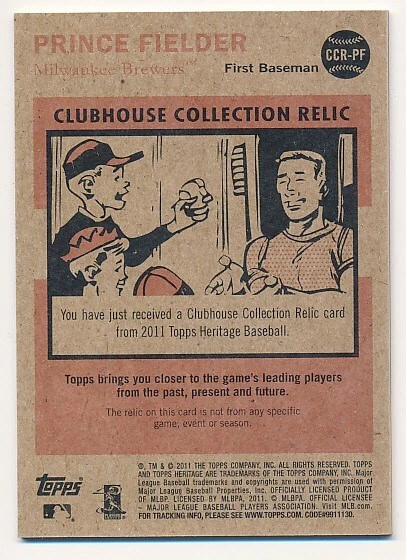 PRINCE FIELDER
Milwaukee Brewers™
First Baseman
CCR-PF
CLUBHOUSE COLLECTION RELIC
You have just received a Clubhouse Collection Relic card
from 2011 Topps Heritage Baseball.
Topps brings you closer to the game's leading players
from the past, present and future.
The relic on this card is not from any specific
game, event or season.
®, TM & © 2011 THE TOPPS COMPANY, INC. ALL RIGHTS RESERVED. TOPPS
AND TOPPS HERITAGE ARE TRADEMARKS OF THE TOPPS COMPANY, INC. Major
League Baseball trademarks and copyrights are used with permission of
Major League Baseball Properties, Inc. OFFICIALLY LICENSED PRODUCT
OF MLBP. LICENSED BY MLBPA, 2011. © MLBPA. OFFICIAL LICENSEE
– MAJOR LEAGUE BASEBALL PLAYERS ASSOCIATION. Visit MLB.com.
FOR TRACKING INFO, PLEASE SEE WWW.TOPPS.COM. CODE#9911130.
Topps